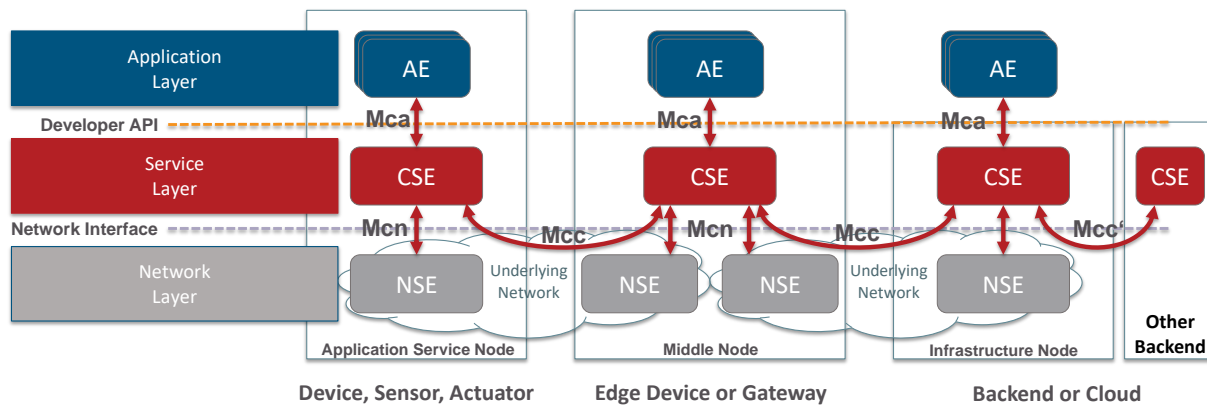 Application
Layer
AE
AE
AE
Mca
Mca
Mca
Developer API
Service
Layer
CSE
CSE
CSE
CSE
Network Interface
Mcn
Mcc
Mcn
Mcc
Mcc‘
Network
Layer
NSE
Underlying
Network
NSE
NSE
Underlying
Network
NSE
Other
Backend
Application Service Node
Middle Node
Infrastructure Node
Device, Sensor, Actuator
Edge Device or Gateway
Backend or Cloud